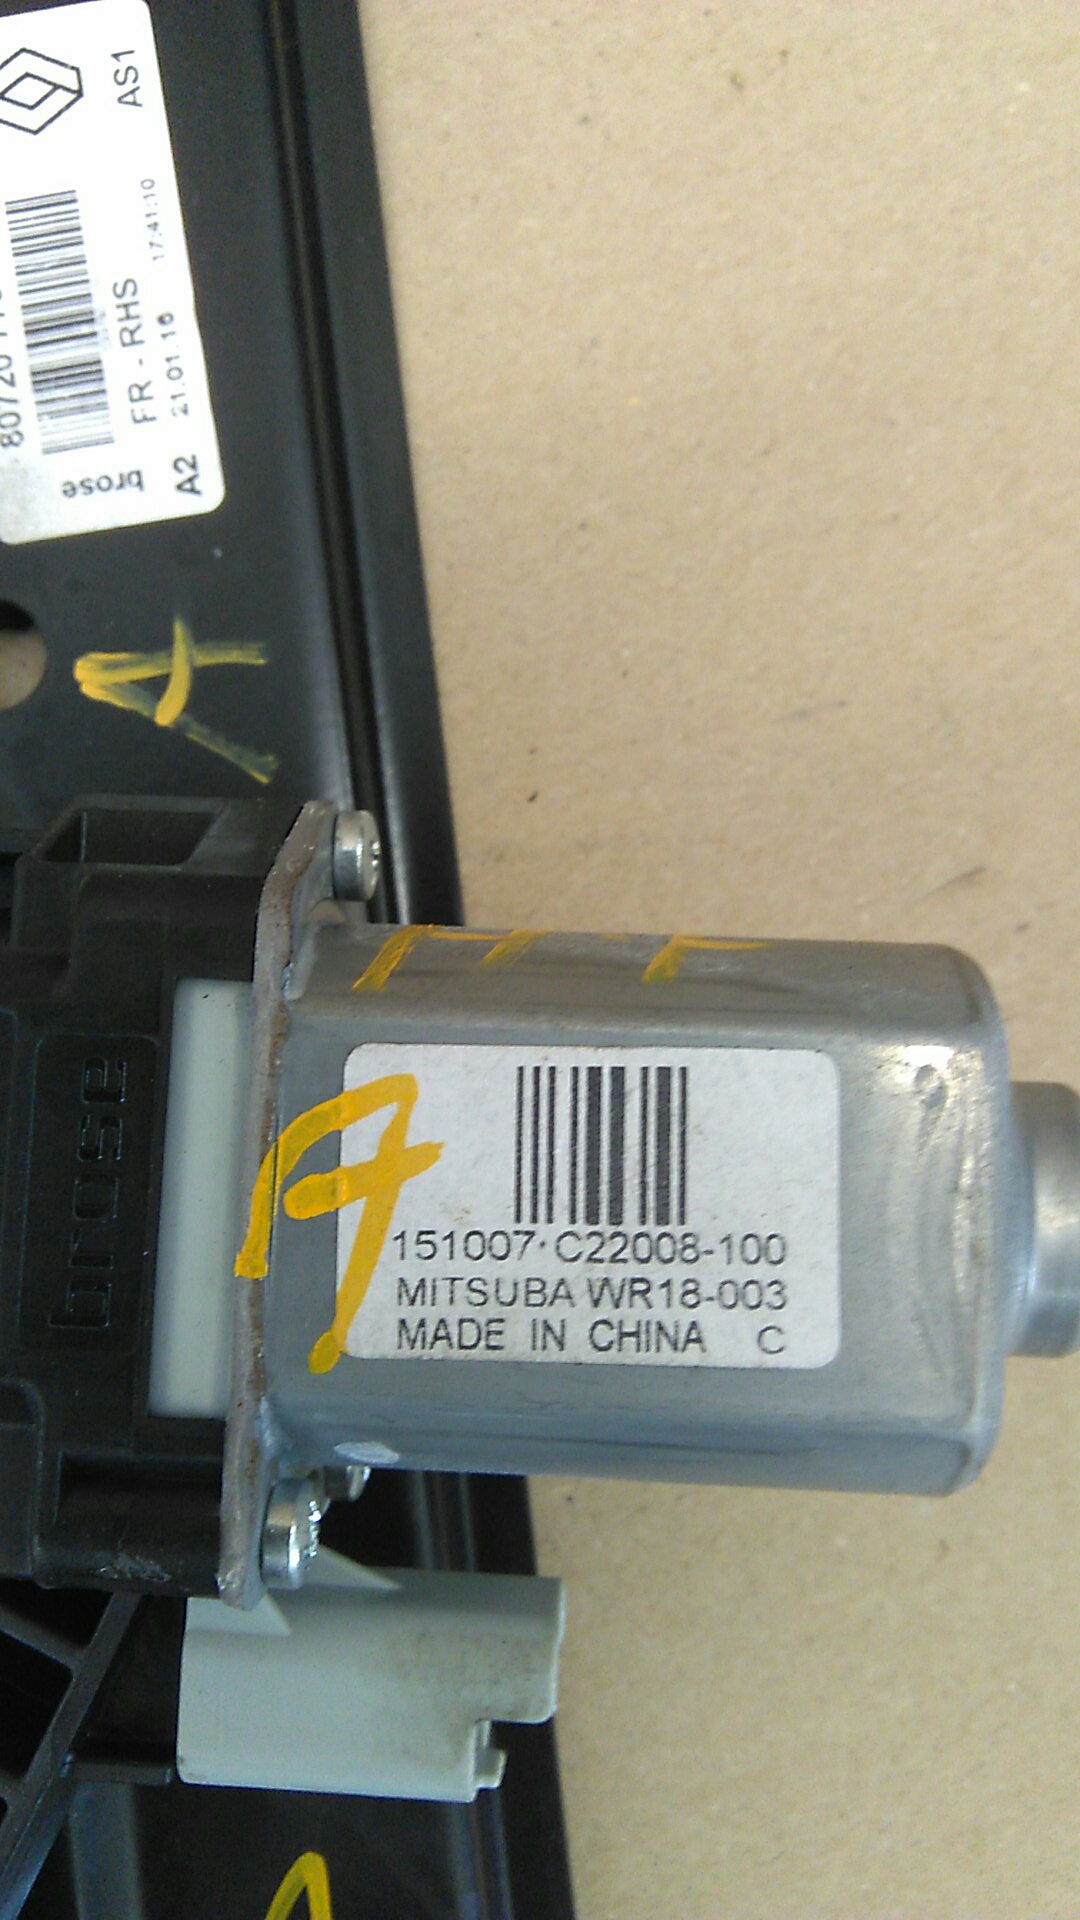 AS1
FR - RHS
17:41:10
A2
21.01.16
brose
A
brose
A
151007·C22008-100
MITSUBA WR18-003
MADE IN CHINA C